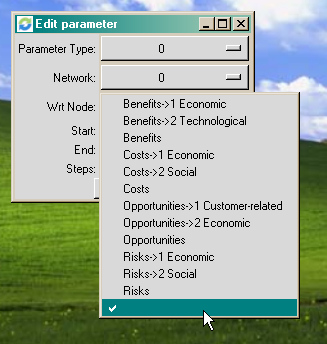 Edit parameter
Parameter Type: 0
Network: 0
Wrt Node:
Start:
End:
Steps:
Benefits->1 Economic
Benefits->2 Technological
Benefits
Costs->1 Economic
Costs->2 Social
Costs
Opportunities->1 Customer-related
Opportunities->2 Economic
Opportunities
Risks->1 Economic
Risks->2 Social
Risks